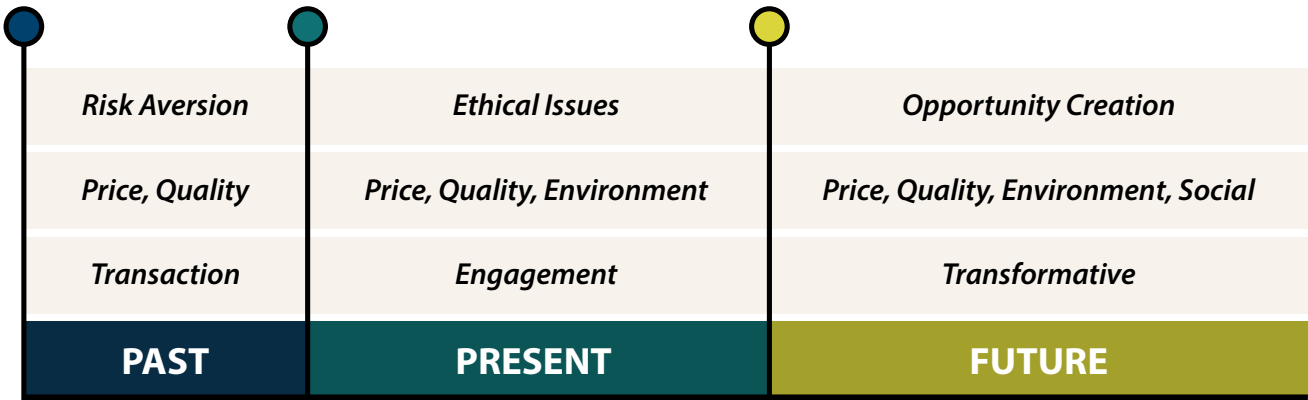 Risk Aversion
Ethical Issues
Opportunity Creation
Price, Quality
Price, Quality, Environment
Price, Quality, Environment, Social
Transaction
Engagement
Transformative
PAST
PRESENT
FUTURE